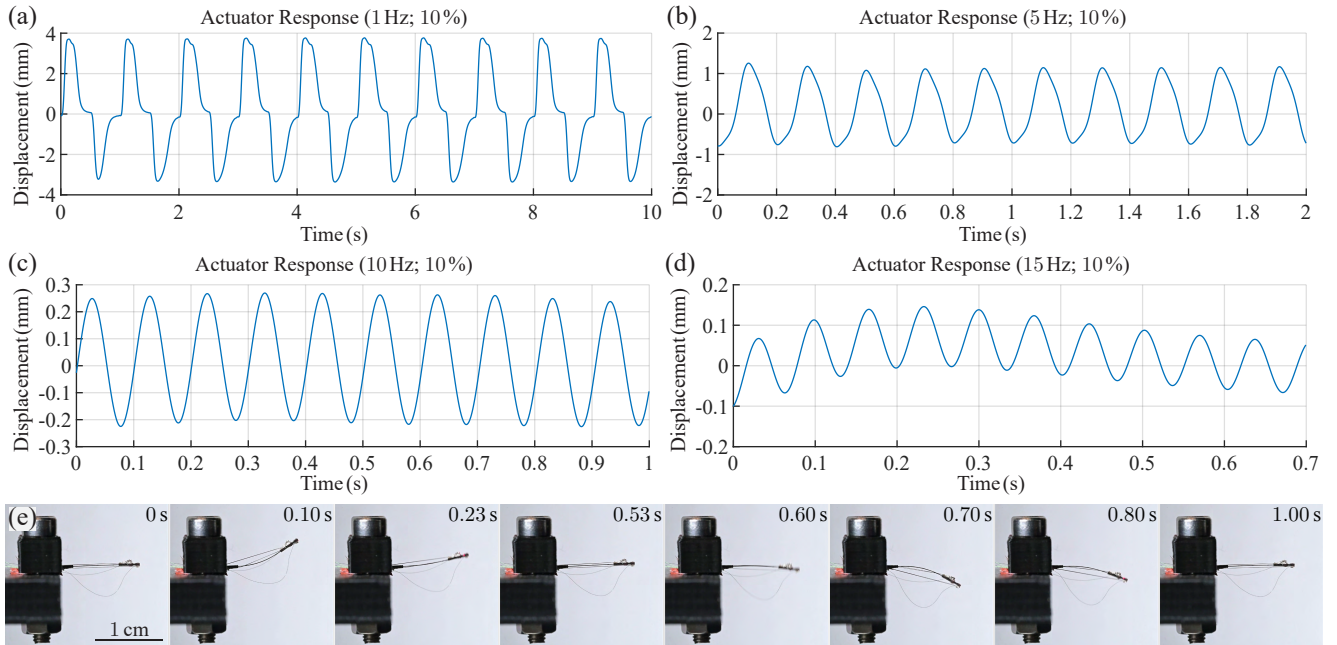 (a)
Actuator Response (1 Hz; 10 %)
Displacement (mm)
4
2
0
-2
-4
0 2 4 6 8 10
Time (s)
(b)
Actuator Response (5 Hz; 10 %)
Displacement (mm)
2
1
0
-1
-2
0 0.2 0.4 0.6 0.8 1 1.2 1.4 1.6 1.8 2
Time (s)
(c)
Actuator Response (10 Hz; 10 %)
Displacement (mm)
0.3
0.2
0.1
0
-0.1
-0.2
-0.3
0 0.1 0.2 0.3 0.4 0.5 0.6 0.7 0.8 0.9 1
Time (s)
(d)
Actuator Response (15 Hz; 10 %)
Displacement (mm)
0.2
0.1
0
-0.1
-0.2
0 0.1 0.2 0.3 0.4 0.5 0.6 0.7
Time (s)
(e)
0 s 0.10 s 0.23 s 0.53 s 0.60 s 0.70 s 0.80 s 1.00 s
1 cm